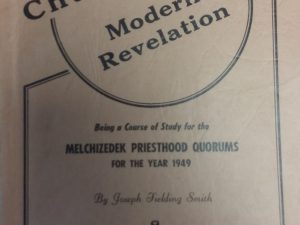 Modern
Revelation
Being a Course of Study for the
MELCHIZEDEK PRIESTHOOD QUORUMS
FOR THE YEAR 1949
By Joseph Fielding Smith